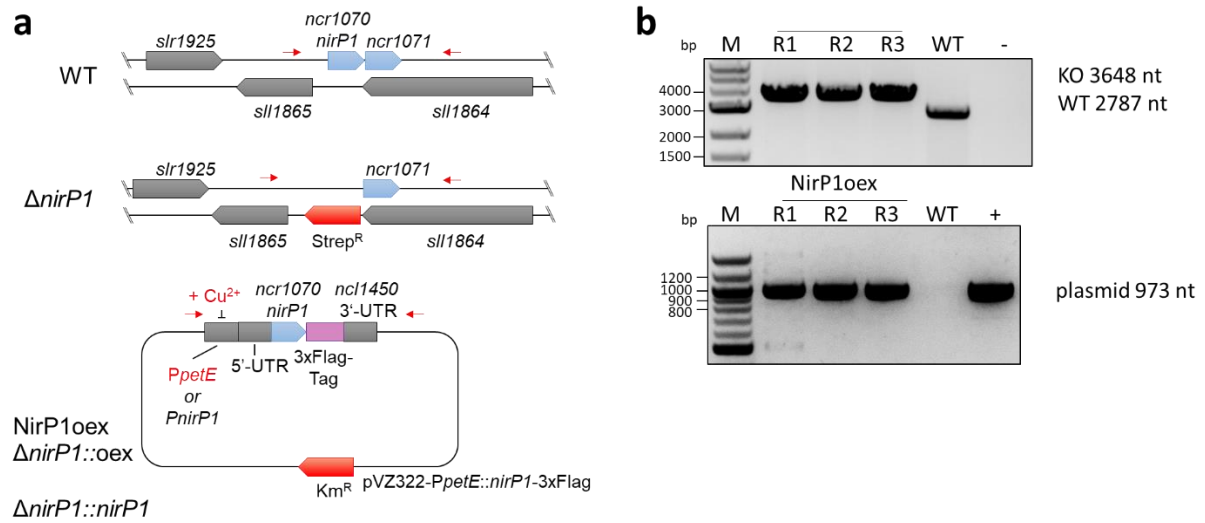 a
ncr1070
slr1925
nirP1 ncr1071
WT
sll1865
sll1864
slr1925
ncr1071
ΔnirP1
sll1865
Strepᴿ
sll1864
+ Cu²⁺
ncr1070
ncl1450
nirP1
3‘-UTR
5’-UTR
3xFlag-
Tag
PpetE
or
PnirP1
NirP1oex
ΔnirP1::oex
Kmᴿ
pVZ322-PpetE::nirP1-3xFlag
ΔnirP1::nirP1
b
bp M R1 R2 R3 WT -
4000
3000
2000
1500
KO 3648 nt
WT 2787 nt
NirP1oex
bp M R1 R2 R3 WT +
1200
1000
900
800
plasmid 973 nt